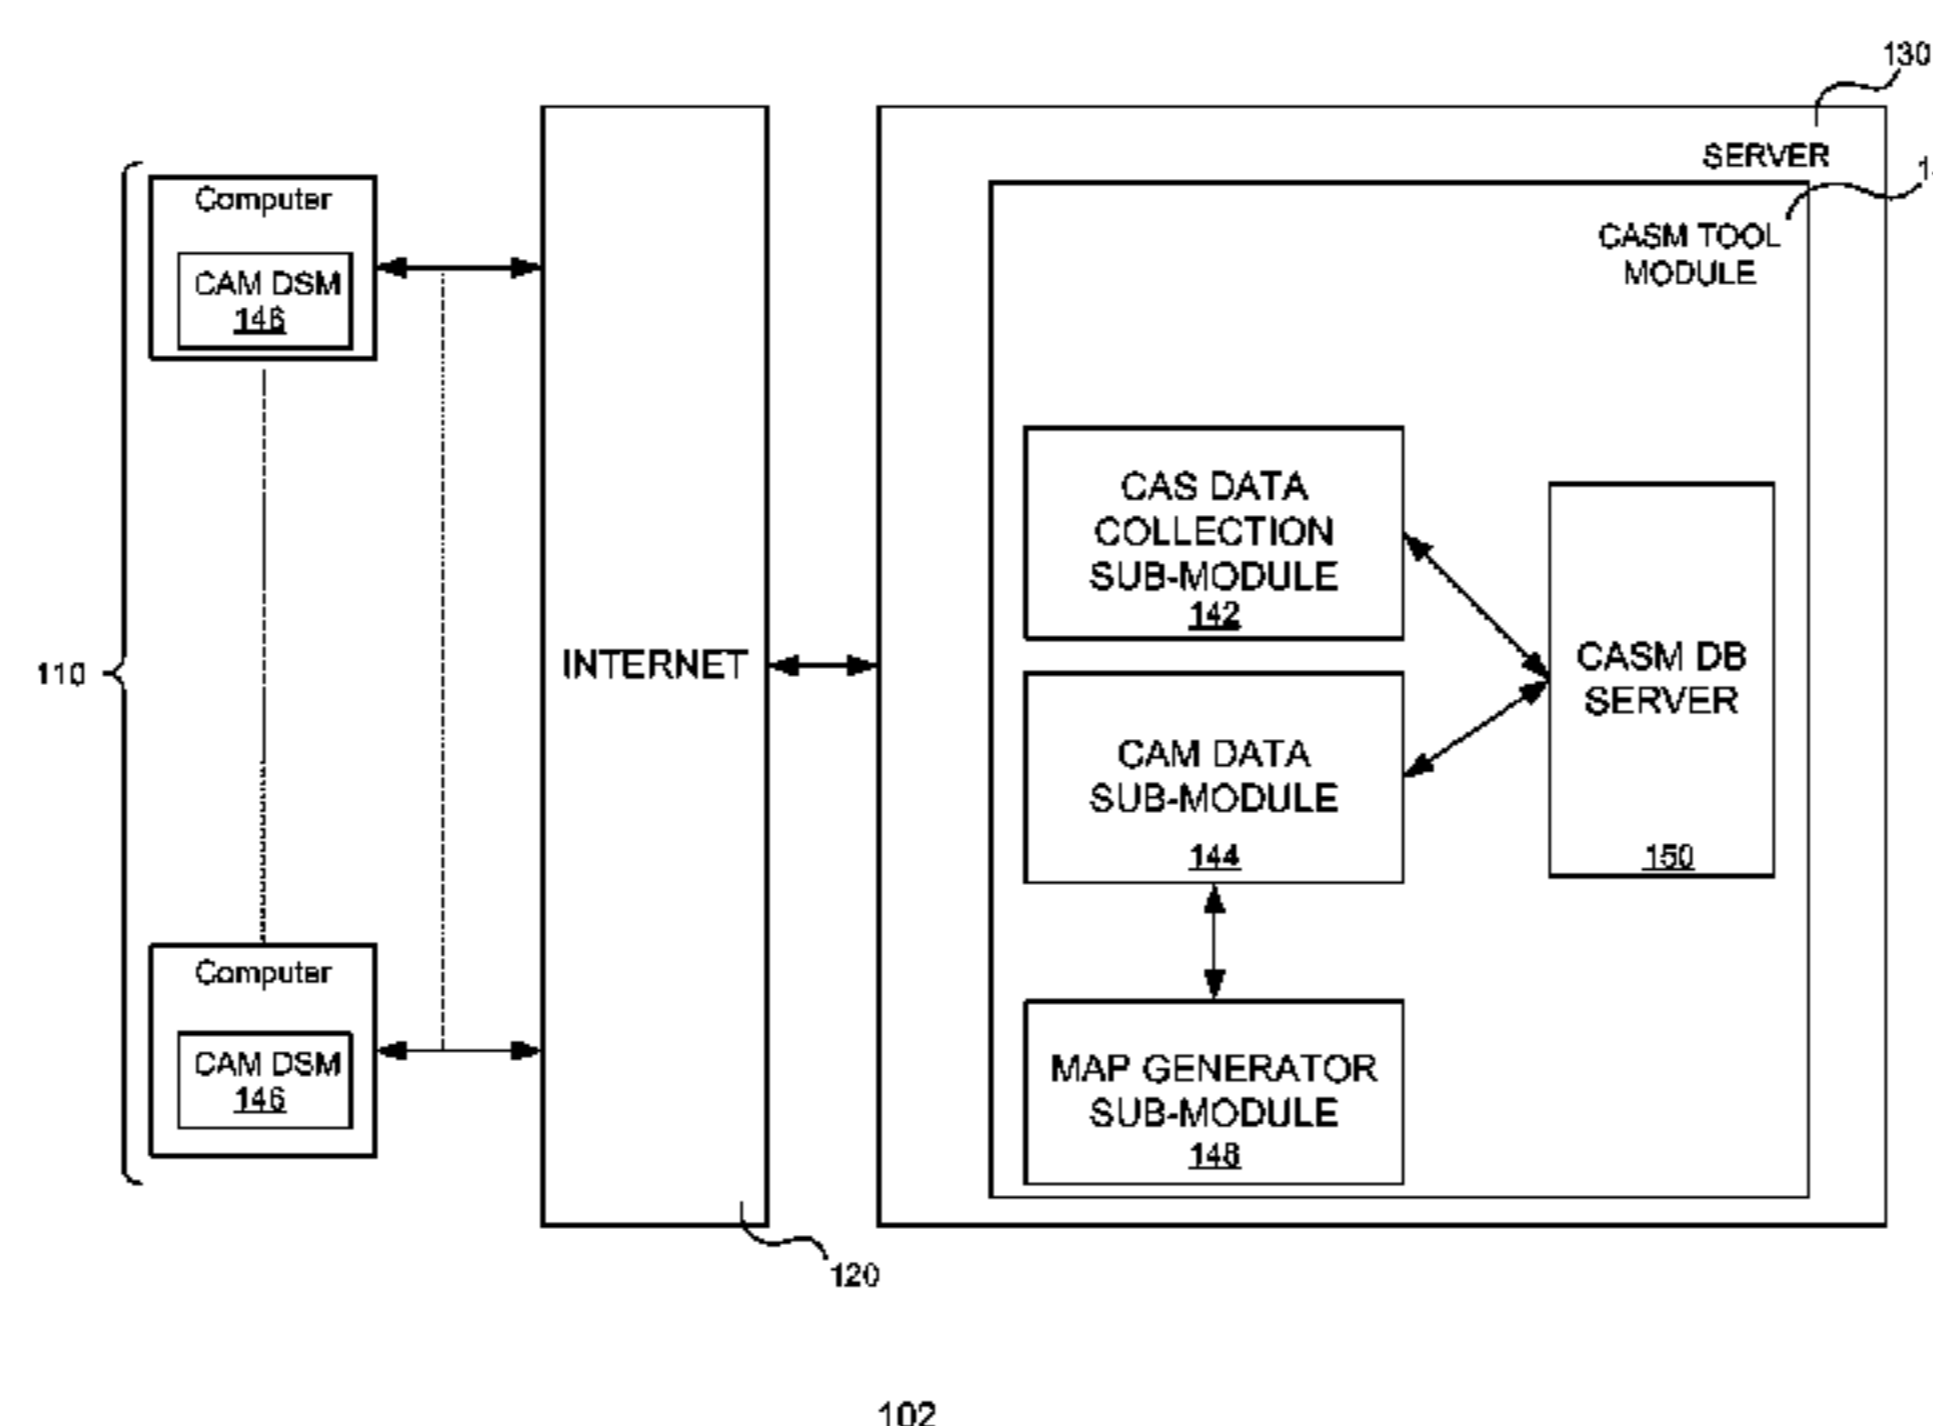 130
SERVER
CASM TOOL
MODULE
Computer
CAM DSM
146
110
Computer
CAM DSM
146
INTERNET
120
CAS DATA
COLLECTION
SUB-MODULE
142
CAM DATA
SUB-MODULE
144
MAP GENERATOR
SUB-MODULE
148
CASM DB
SERVER
150
102